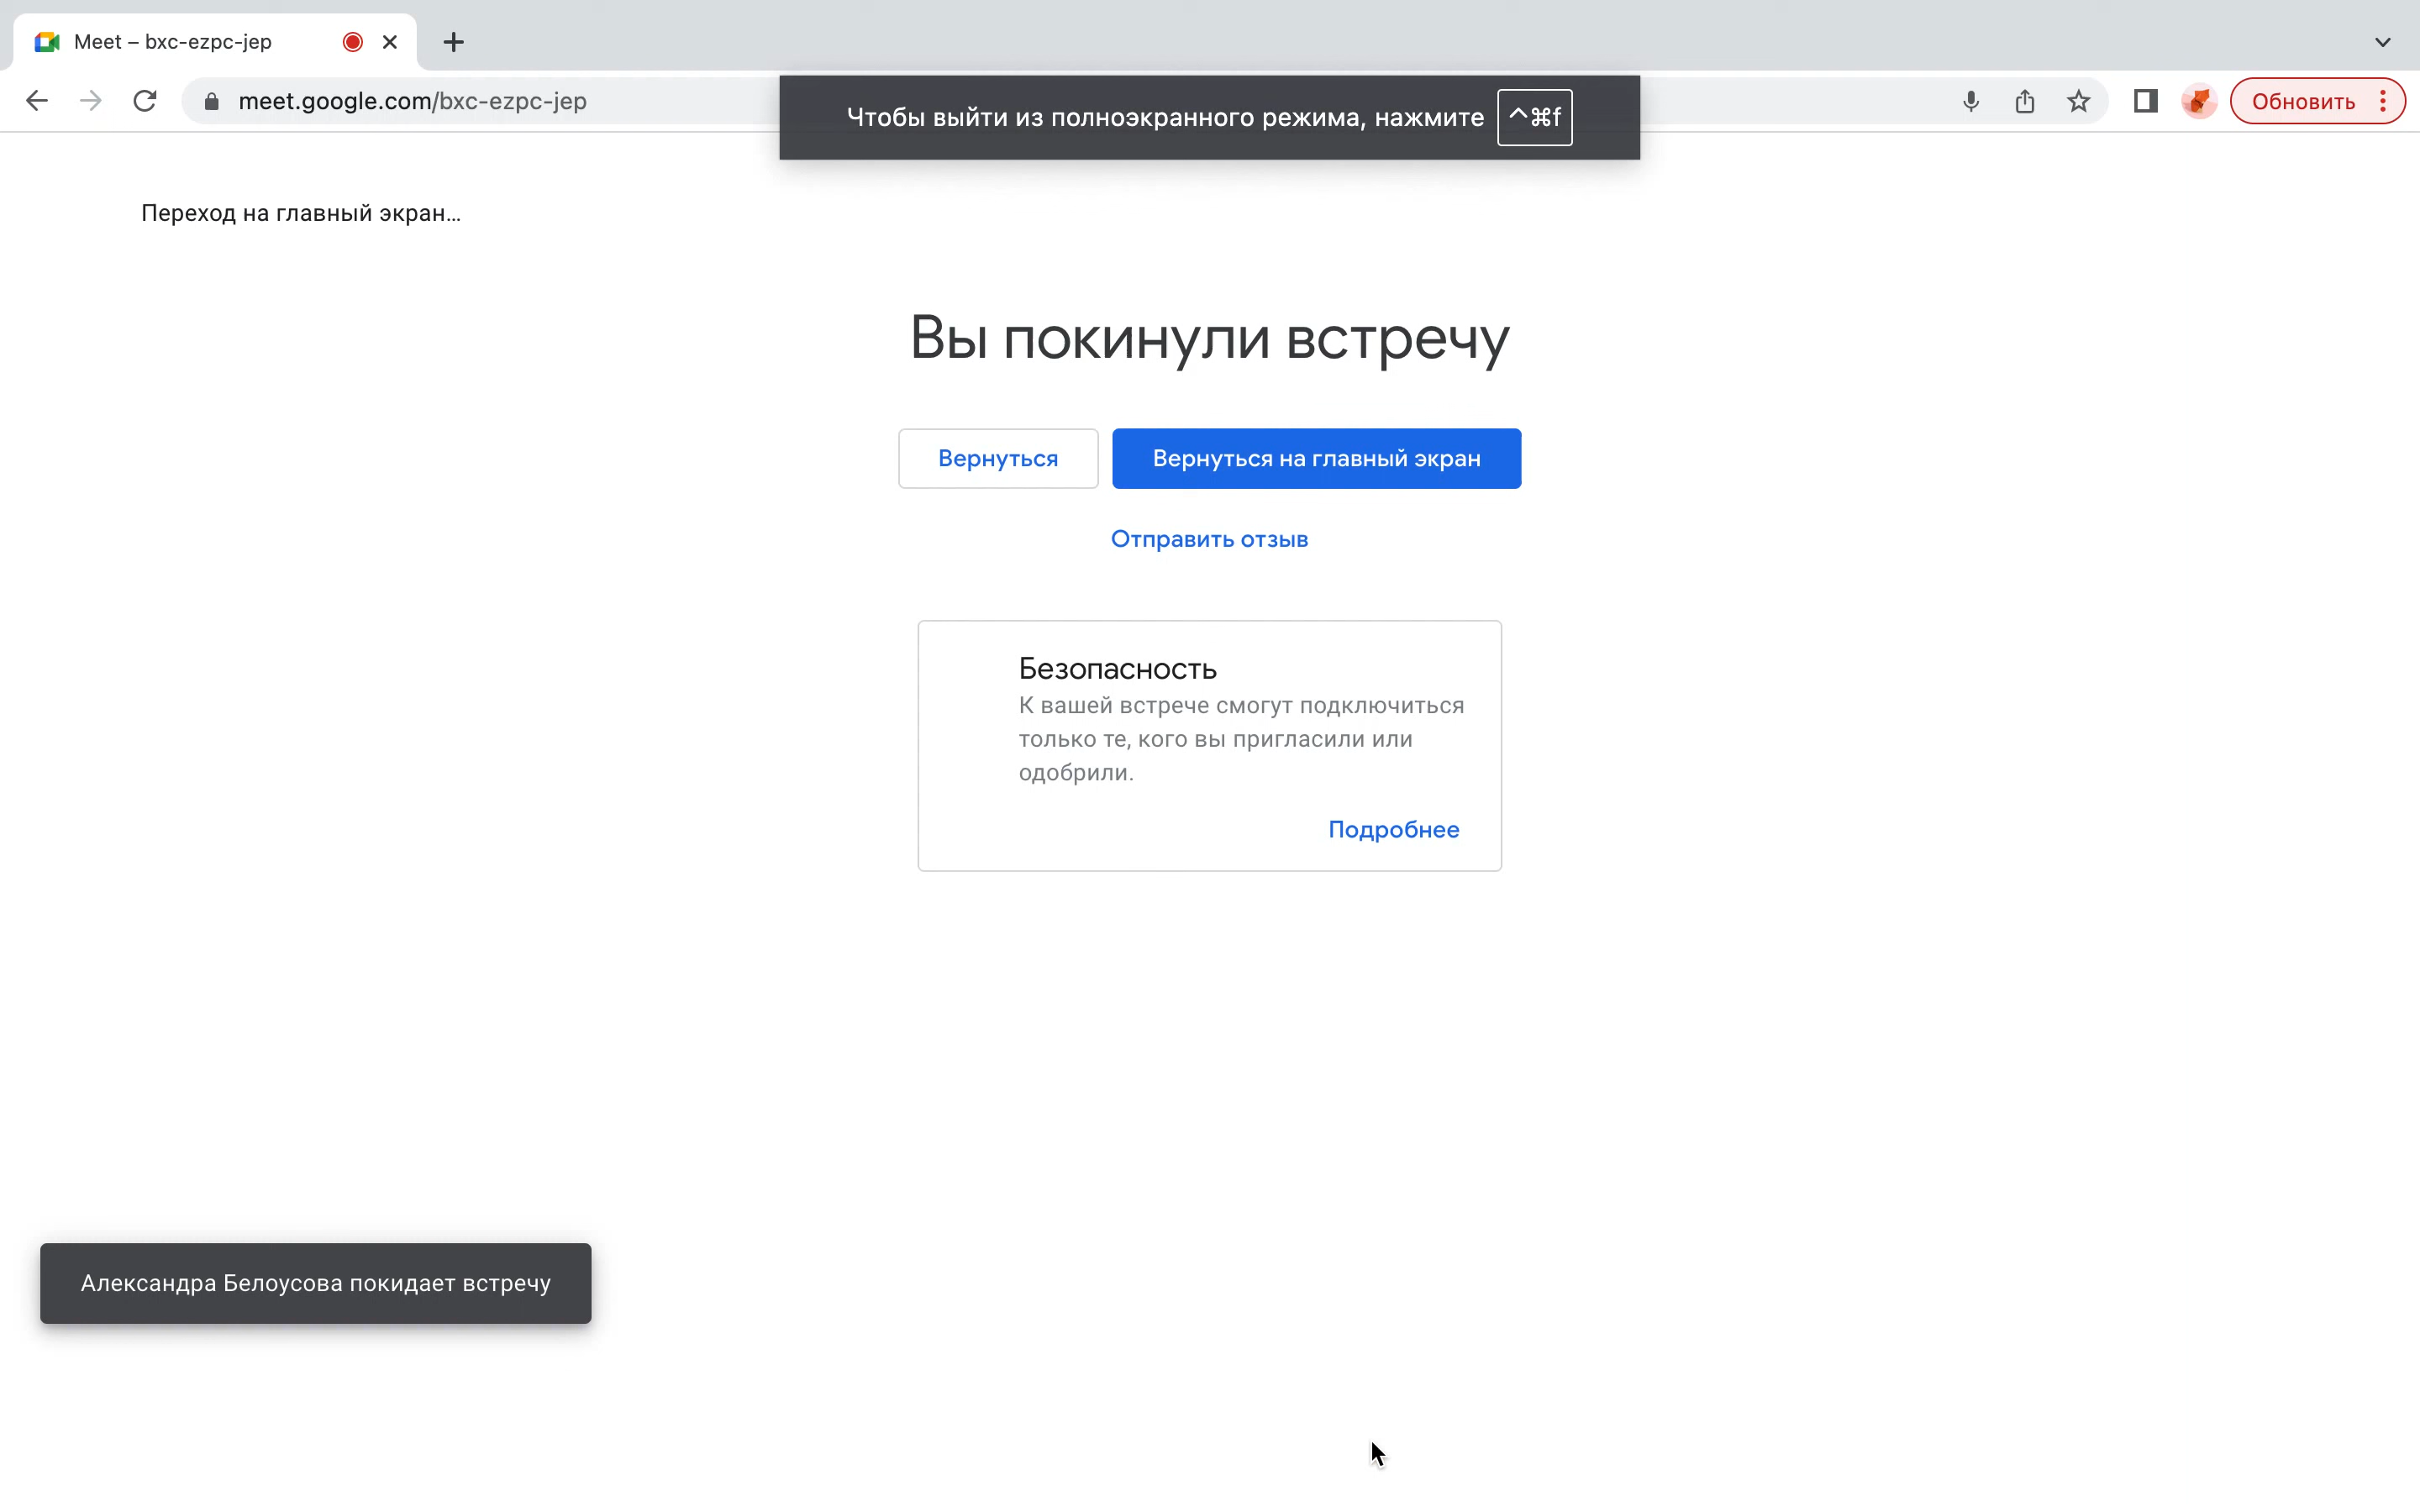 Meet – bxc-ezpc-jep
meet.google.com/bxc-ezpc-jep
Обновить
Чтобы выйти из полноэкранного режима, нажмите ^⌘f
Переход на главный экран...
Вы покинули встречу
Вернуться
Вернуться на главный экран
Отправить отзыв
Безопасность
К вашей встрече смогут подключиться
только те, кого вы пригласили или
одобрили.
Подробнее
Александра Белоусова покидает встречу